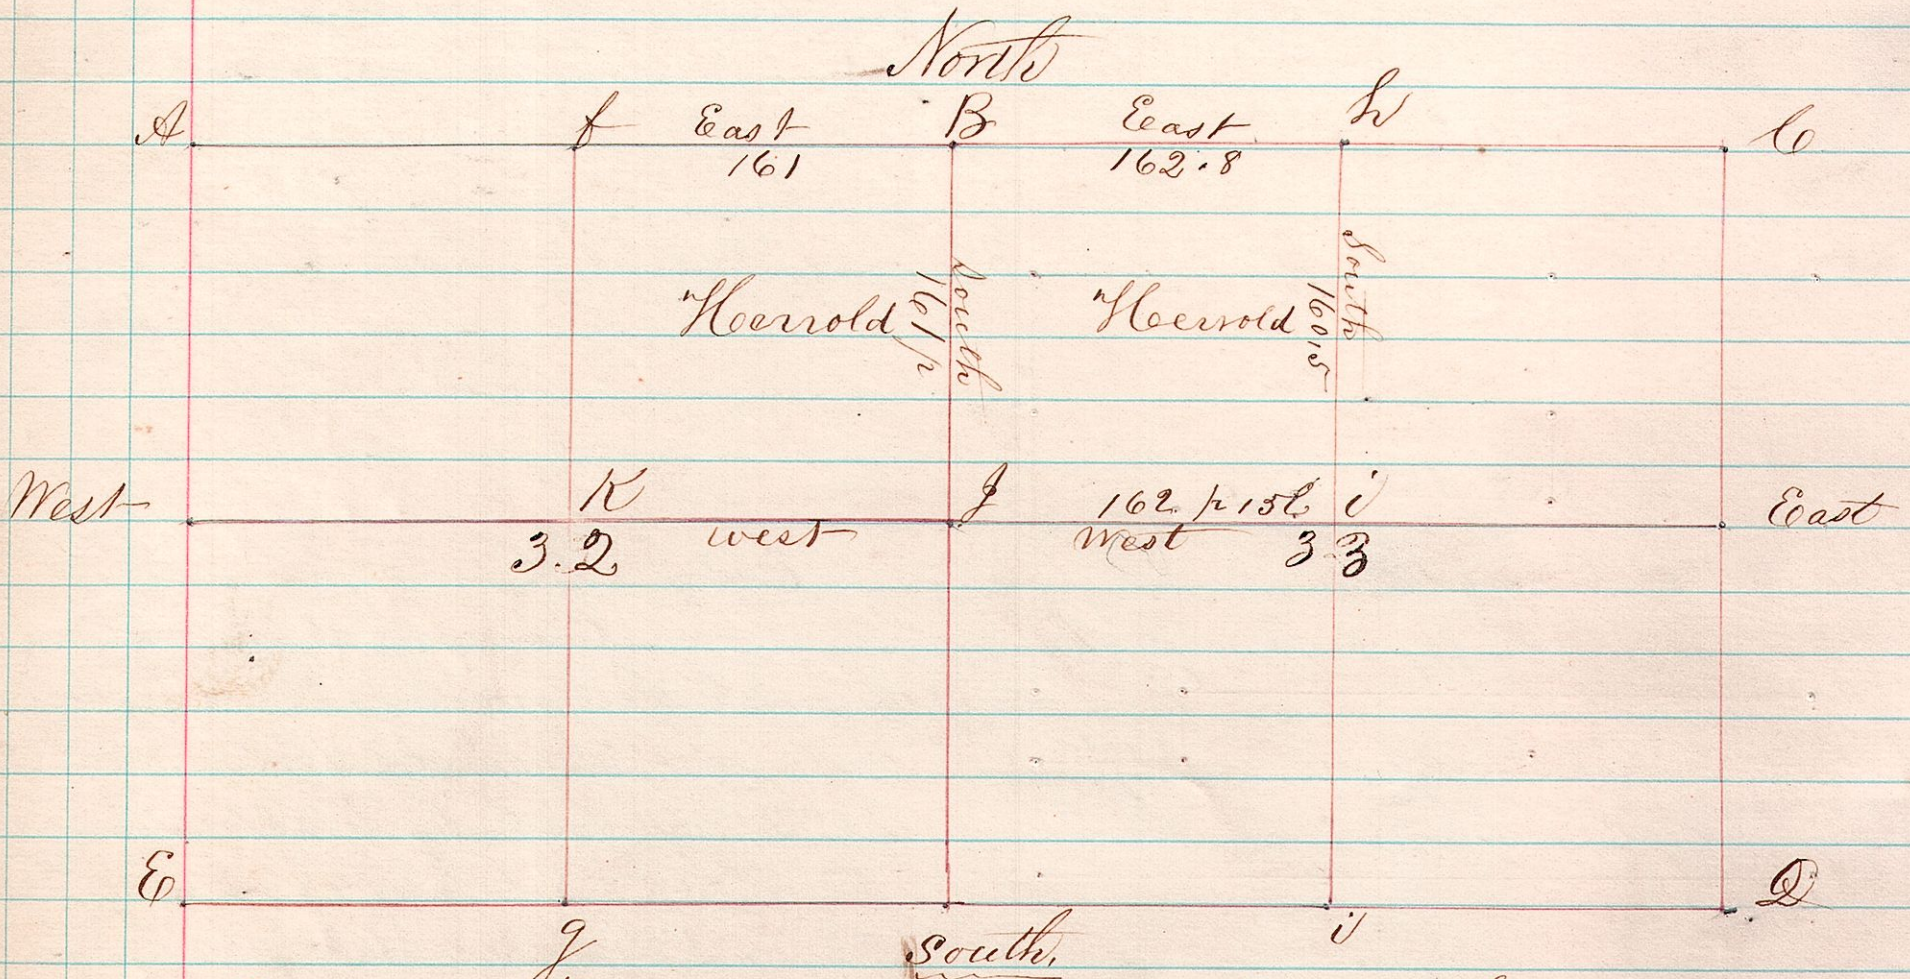 North
A f East B East h C
161 162.8
South 161 p
South 160,5
Herrold Herrold
West K J 162 p 15l i East
3.2 west West 3 3
E D
g south. i